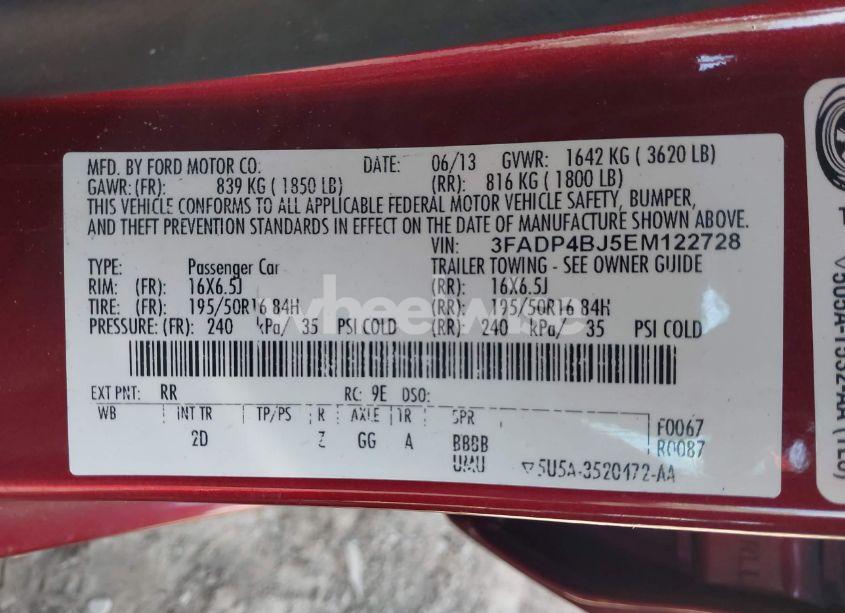 MFD. BY FORD MOTOR CO. DATE: 06/13 GVWR: 1642 KG ( 3620 LB)
GAWR: (FR): 839 KG ( 1850 LB) (RR): 816 KG ( 1800 LB)
THIS VEHICLE CONFORMS TO ALL APPLICABLE FEDERAL MOTOR VEHICLE SAFETY, BUMPER,
AND THEFT PREVENTION STANDARDS IN EFFECT ON THE DATE OF MANUFACTURE SHOWN ABOVE.
VIN: 3FADP4BJ5EM122728
TYPE: Passenger Car TRAILER TOWING - SEE OWNER GUIDE
RIM: (FR): 16X6.5J (RR): 16X6.5J
TIRE: (FR): 195/50R16 84H (RR): 195/50R16 84H
PRESSURE: (FR): 240 kPa/ 35 PSI COLD (RR): 240 kPa/ 35 PSI COLD
wheelwise
EXT PNT: RR RC: 9E DSO:
WB INT TR TP/PS R AXLE TR SPR F0067
2D Z GG A BBBB R0087
UMU ▽5U5A-3520472-AA